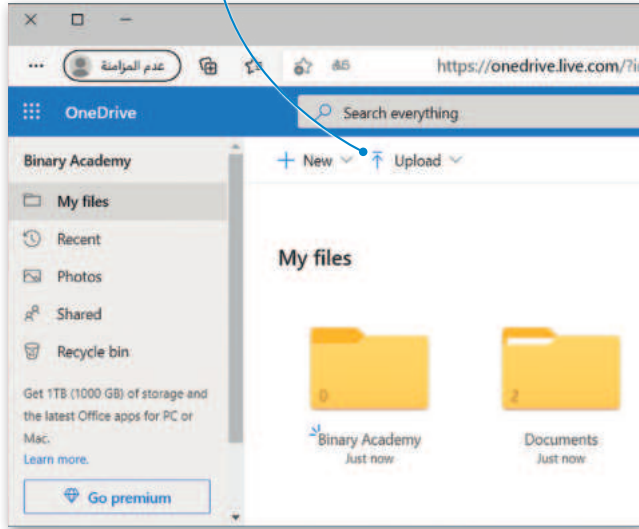 عدم المزامنة
https://onedrive.live.com/?i
OneDrive
Search everything
Binary Academy
New
Upload
My files
Recent
Photos
Shared
Recycle bin
Get 1TB (1000 GB) of storage and
the latest Office apps for PC or
Mac.
Learn more.
Go premium
My files
0
2
Binary Academy
Documents
Just now
Just now